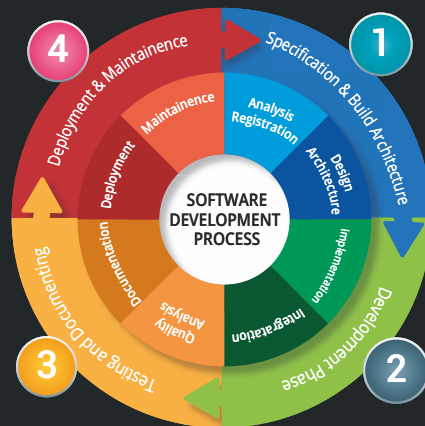 1
Specification & Build Architecture
Analysis
Registration
Design
Architecture
2
Development Phase
Implementation
Integratation
3
Testing and Documenting
Quality
Analysis
Documentation
4
Deployment & Maintainence
Deployment
Maintainence
SOFTWARE
DEVELOPMENT
PROCESS